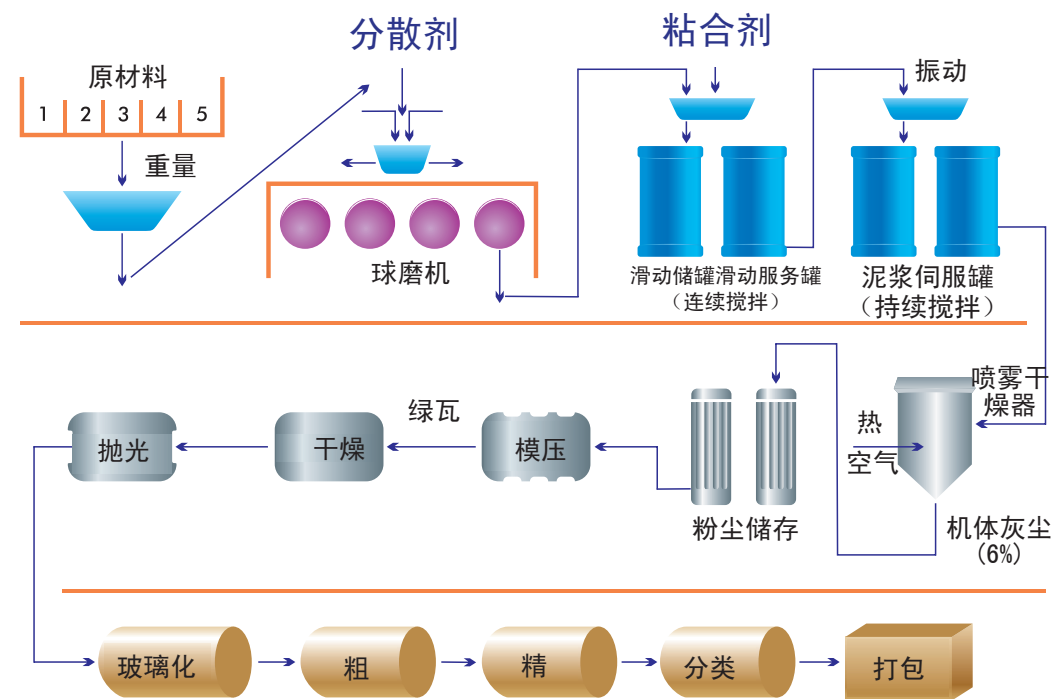 分散剂
粘合剂
原材料
1 2 3 4 5
重量
振动
球磨机
滑动储罐滑动服务罐
（连续搅拌）
泥浆伺服罐
（持续搅拌）
喷雾干
燥器
热
空气
机体灰尘
(6%)
粉尘储存
模压
绿瓦
干燥
抛光
玻璃化
粗
精
分类
打包